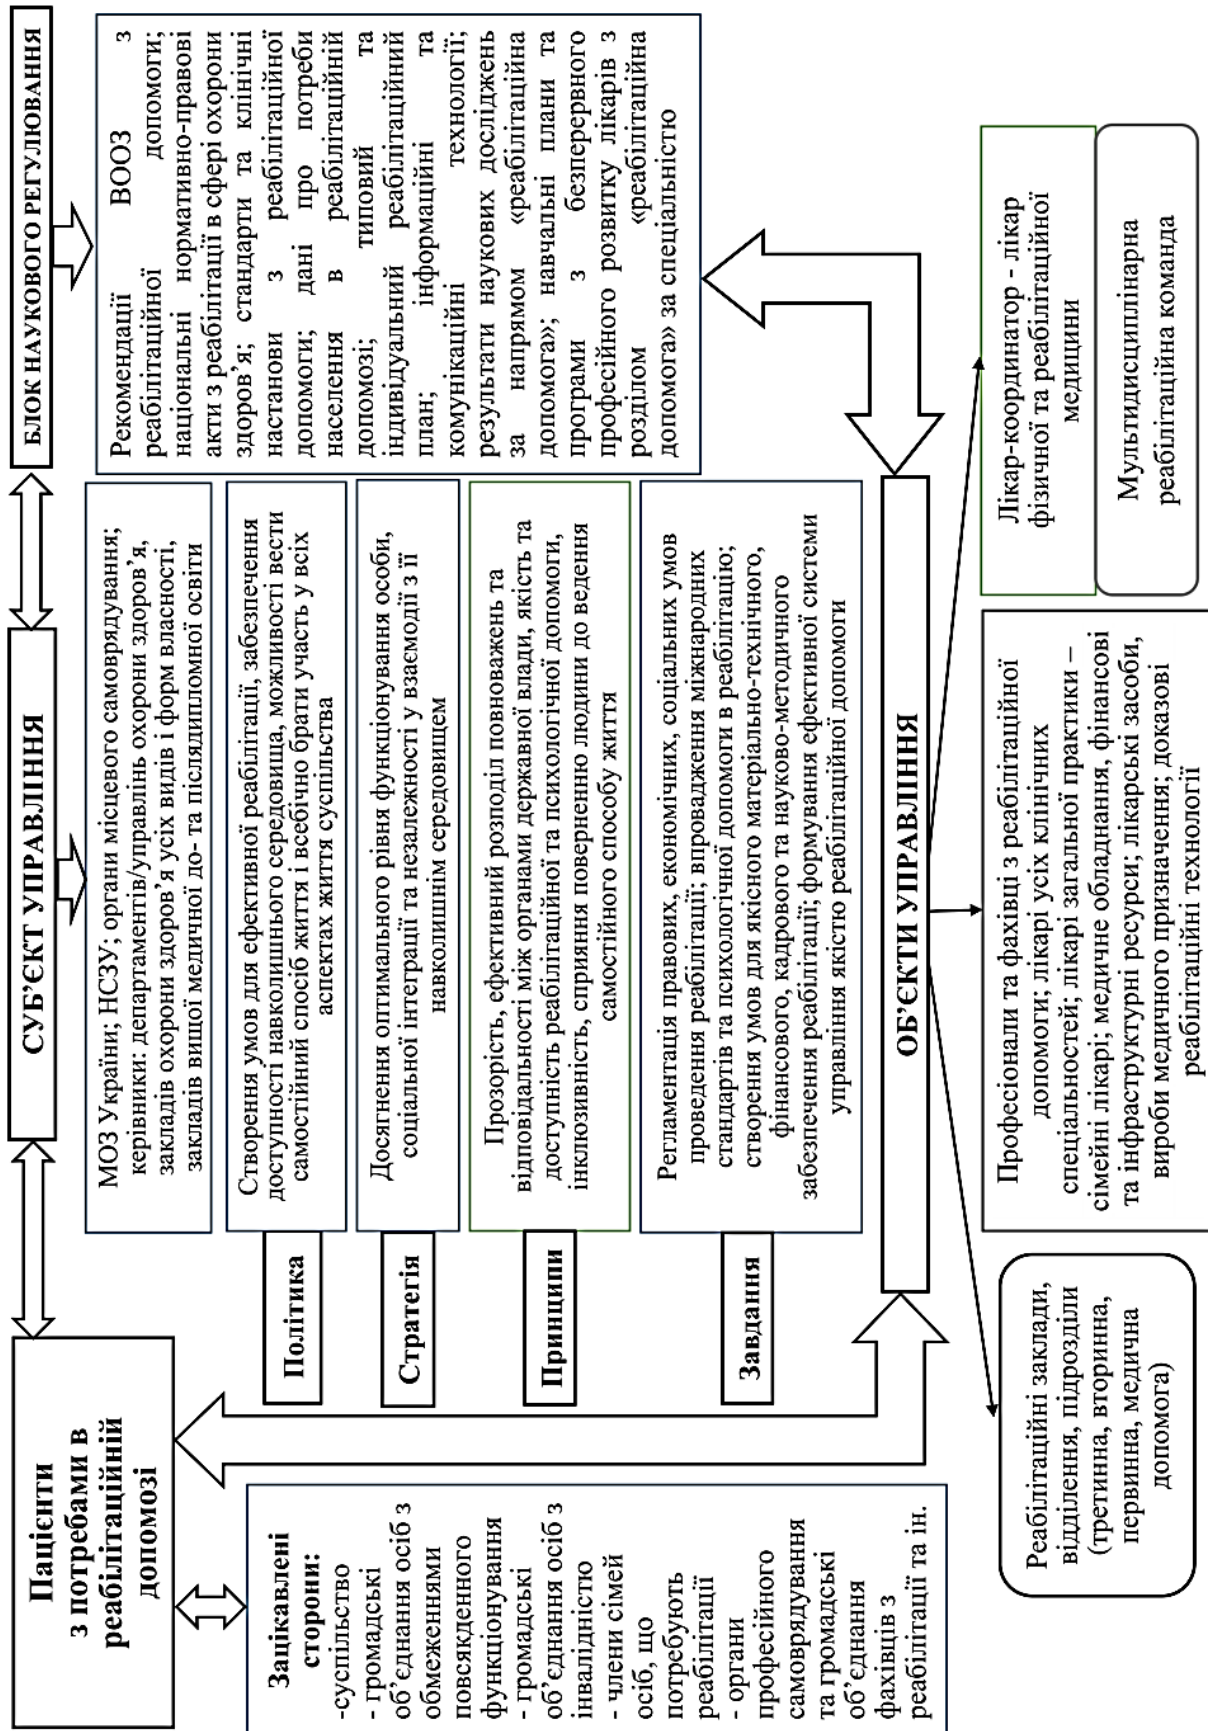 Пацієнти
з потребами в
реабілітаційній
допомозі
СУБ'ЄКТ УПРАВЛІННЯ
БЛОК НАУКОВОГО РЕГУЛЮВАННЯ
Зацікавлені
сторони:
-суспільство
- громадські
об'єднання осіб з
обмеженнями
повсякденного
функціонування
- громадські
об'єднання осіб з
інвалідністю
- члени сімей
осіб, що
потребують
реабілітації
- органи
професійного
самоврядування
та громадські
об'єднання
фахівців з
реабілітації та ін.
МОЗ України; НСЗУ; органи місцевого самоврядування;
керівники: департаментів/управлінь охорони здоров'я,
закладів охорони здоров'я усіх видів і форм власності,
закладів вищої медичної до- та післядипломної освіти
Політика
Створення умов для ефективної реабілітації, забезпечення
доступності навколишнього середовища, можливості вести
самостійний спосіб життя і всебічно брати участь у всіх
аспектах життя суспільства
Стратегія
Досягнення оптимального рівня функціонування особи,
соціальної інтеграції та незалежності у взаємодії з її
навколишнім середовищем
Принципи
Прозорість, ефективний розподіл повноважень та
відповідальності між органами державної влади, якість та
доступність реабілітаційної та психологічної допомоги,
інклюзивність, сприяння поверненню людини до ведення
самостійного способу життя
Завдання
Регламентація правових, економічних, соціальних умов
проведення реабілітації; впровадження міжнародних
стандартів та психологічної допомоги в реабілітацію;
створення умов для якісного матеріально-технічного,
фінансового, кадрового та науково-методичного
забезпечення реабілітації; формування ефективної системи
управління якістю реабілітаційної допомоги
Рекомендації ВООЗ з
реабілітаційної допомоги;
національні нормативно-правові
акти з реабілітації в сфері охорони
здоров'я; стандарти та клінічні
настанови з реабілітаційної
допомоги; дані про потреби
населення в реабілітаційній
допомозі; типовий та
індивідуальний реабілітаційний
план; інформаційні та
комунікаційні технології;
результати наукових досліджень
за напрямом «реабілітаційна
допомога»; навчальні плани та
програми з безперервного
професійного розвитку лікарів з
розділом «реабілітаційна
допомога» за спеціальністю
ОБ'ЄКТИ УПРАВЛІННЯ
Реабілітаційні заклади,
відділення, підрозділи
(третинна, вторинна,
первинна, медична
допомога)
Професіонали та фахівці з реабілітаційної
допомоги; лікарі усіх клінічних
спеціальностей; лікарі загальної практики –
сімейні лікарі; медичне обладнання, фінансові
та інфраструктурні ресурси; лікарські засоби,
вироби медичного призначення; доказові
реабілітаційні технології
Лікар-координатор - лікар
фізичної та реабілітаційної
медицини
Мультидисциплінарна
реабілітаційна команда